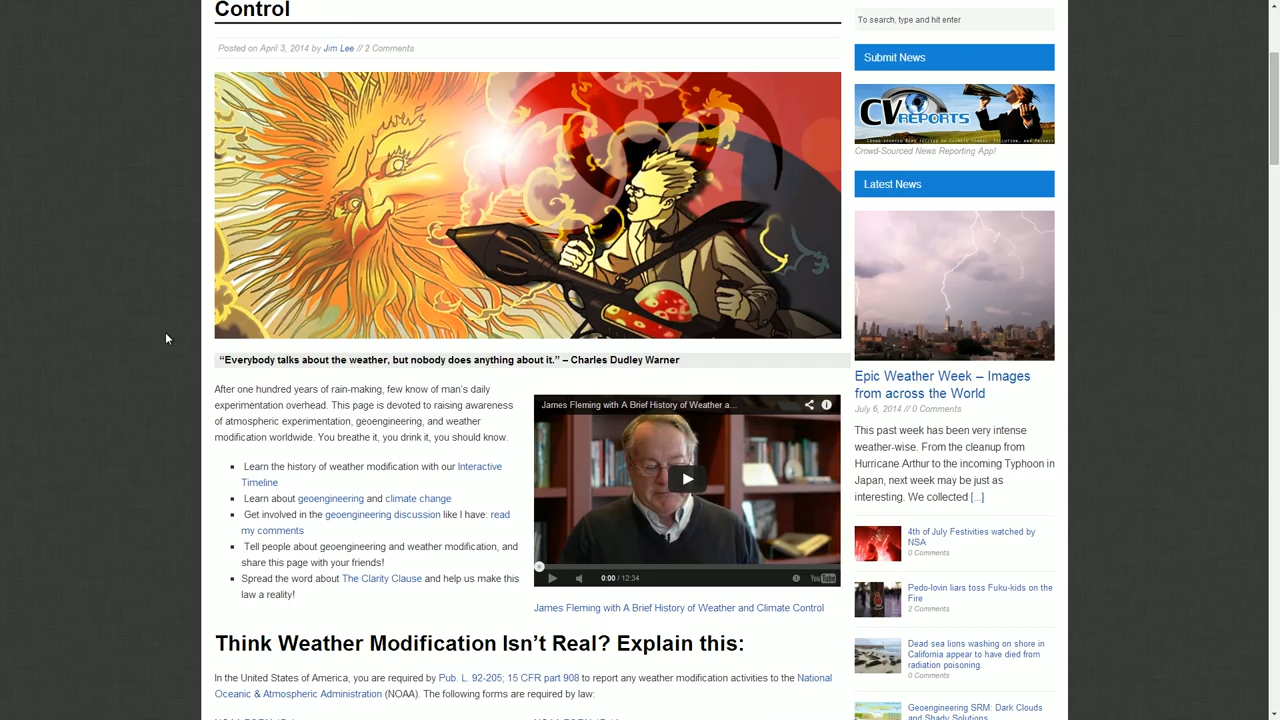 Control
Posted on April 3, 2014 by Jim Lee // 2 Comments
“Everybody talks about the weather, but nobody does anything about it.” – Charles Dudley Warner
After one hundred years of rain-making, few know of man's daily
experimentation overhead. This page is devoted to raising awareness
of atmospheric experimentation, geoengineering, and weather
modification worldwide. You breathe it, you drink it, you should know.
Learn the history of weather modification with our Interactive
Timeline
Learn about geoengineering and climate change
Get involved in the geoengineering discussion like I have: read
my comments
Tell people about geoengineering and weather modification, and
share this page with your friends!
Spread the word about The Clarity Clause and help us make this
law a reality!
James Fleming with A Brief History of Weather a...
0:00 / 12:34
YouTube
James Fleming with A Brief History of Weather and Climate Control
Think Weather Modification Isn't Real? Explain this:
In the United States of America, you are required by Pub. L. 92-205; 15 CFR part 908 to report any weather modification activities to the National
Oceanic & Atmospheric Administration (NOAA). The following forms are required by law:
To search, type and hit enter
Submit News
CV REPORTS
Crowd-Sourced News Reporting App!
Latest News
Epic Weather Week – Images
from across the World
July 6, 2014 // 0 Comments
This past week has been very intense
weather-wise. From the cleanup from
Hurricane Arthur to the incoming Typhoon in
Japan, next week may be just as
interesting. We collected [...]
4th of July Festivities watched by
NSA
0 Comments
Pedo-lovin liars toss Fuku-kids on the
Fire
2 Comments
Dead sea lions washing on shore in
California appear to have died from
radiation poisoning.
0 Comments
Geoengineering SRM: Dark Clouds
and Shady Solutions